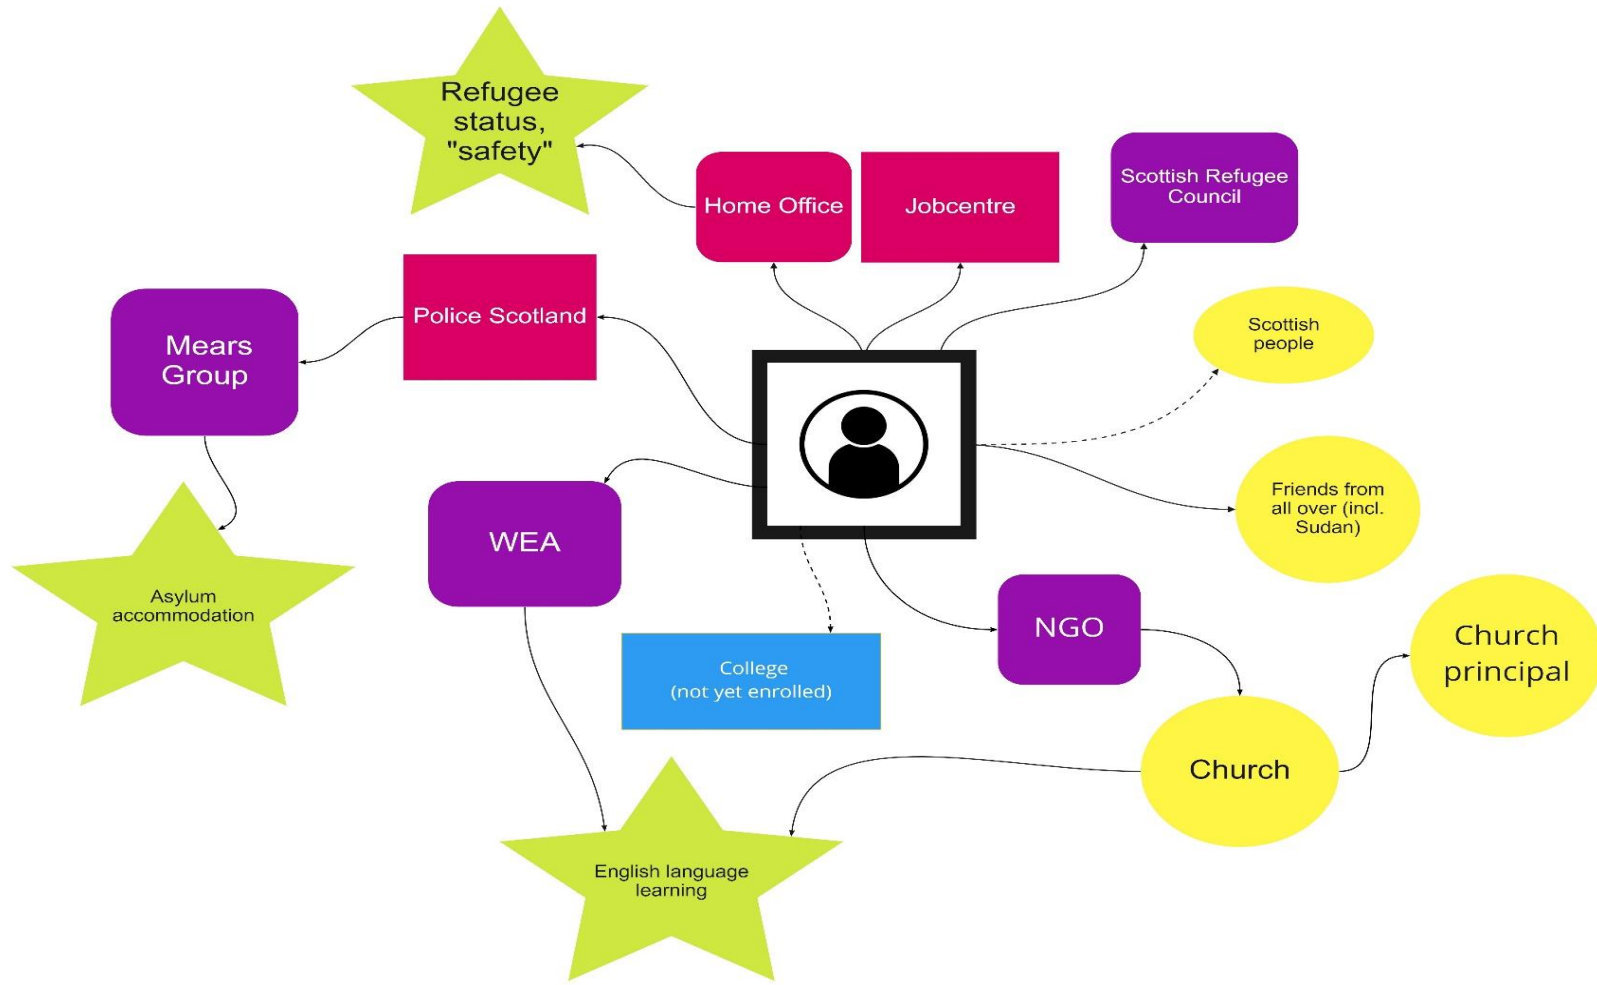 Refugee
status,
"safety"
Home Office
Jobcentre
Scottish Refugee
Council
Police Scotland
Mears
Group
Scottish
people
Friends from
all over (incl.
Sudan)
WEA
Asylum
accommodation
NGO
Church
principal
College
(not yet enrolled)
Church
English language
learning